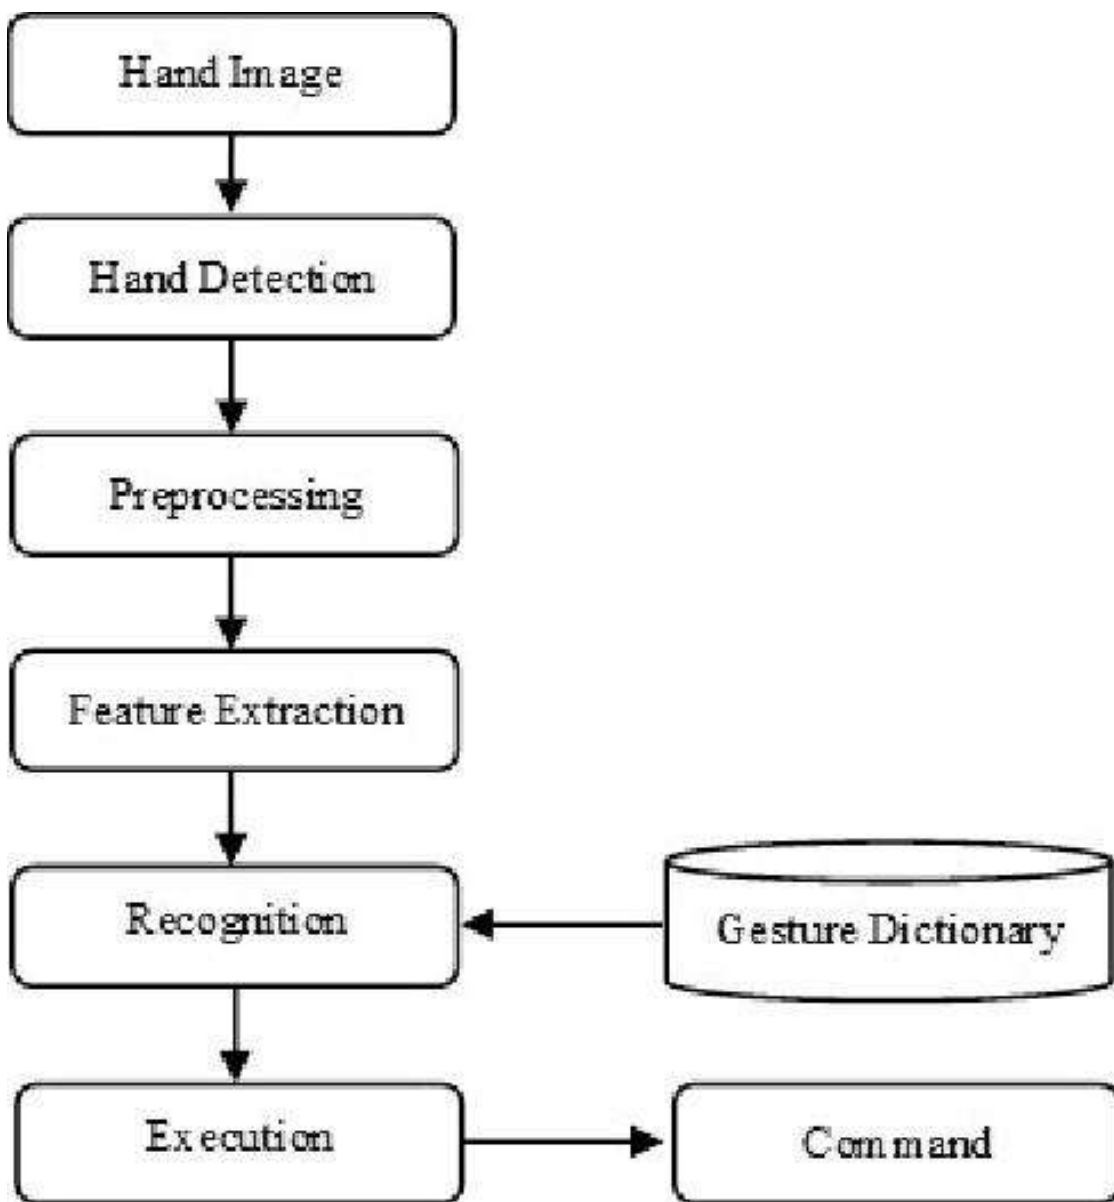 Hand Image
Hand Detection
Preprocessing
Feature Extraction
Recognition
Gesture Dictionary
Execution
Command